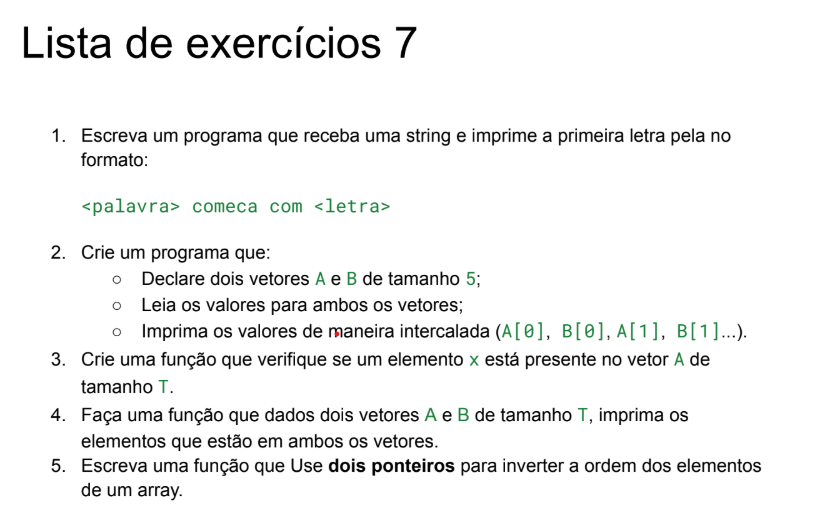 Lista de exercícios 7
1. Escreva um programa que receba uma string e imprime a primeira letra pela no
formato:
<palavra> comeca com <letra>
2. Crie um programa que:
○ Declare dois vetores A e B de tamanho 5;
○ Leia os valores para ambos os vetores;
○ Imprima os valores de maneira intercalada (A[0], B[0], A[1], B[1]...).
3. Crie uma função que verifique se um elemento x está presente no vetor A de
tamanho T.
4. Faça uma função que dados dois vetores A e B de tamanho T, imprima os
elementos que estão em ambos os vetores.
5. Escreva uma função que Use dois ponteiros para inverter a ordem dos elementos
de um array.